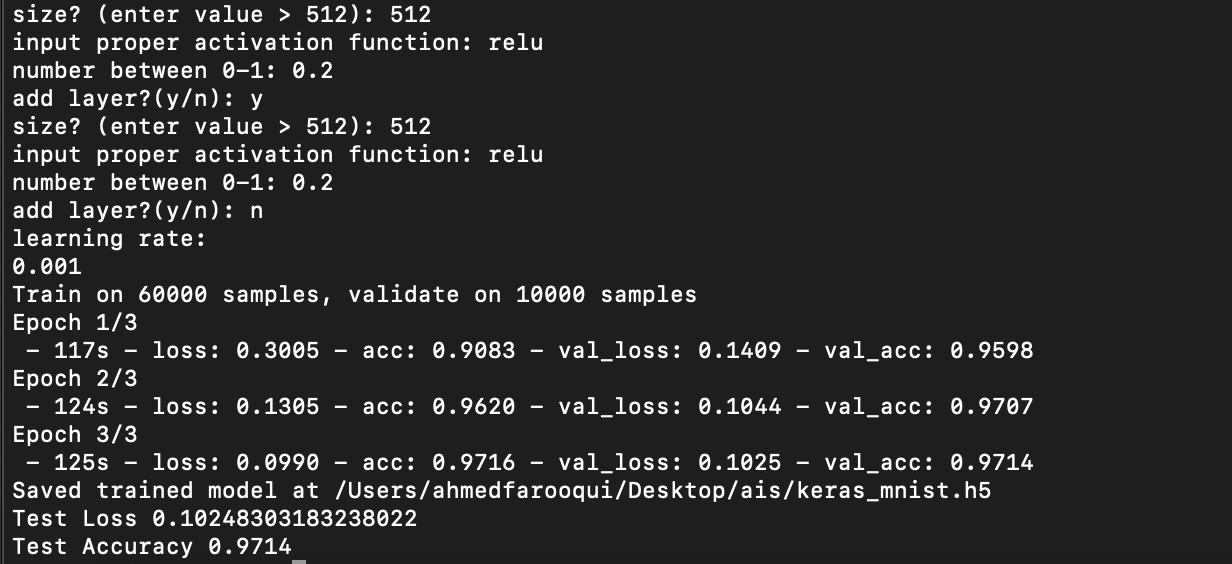 size? (enter value > 512): 512
input proper activation function: relu
number between 0-1: 0.2
add layer?(y/n): y
size? (enter value > 512): 512
input proper activation function: relu
number between 0-1: 0.2
add layer?(y/n): n
learning rate:
0.001
Train on 60000 samples, validate on 10000 samples
Epoch 1/3
 - 117s - loss: 0.3005 - acc: 0.9083 - val_loss: 0.1409 - val_acc: 0.9598
Epoch 2/3
 - 124s - loss: 0.1305 - acc: 0.9620 - val_loss: 0.1044 - val_acc: 0.9707
Epoch 3/3
 - 125s - loss: 0.0990 - acc: 0.9716 - val_loss: 0.1025 - val_acc: 0.9714
Saved trained model at /Users/ahmedfarooqui/Desktop/ais/keras_mnist.h5
Test Loss 0.10248303183238022
Test Accuracy 0.9714